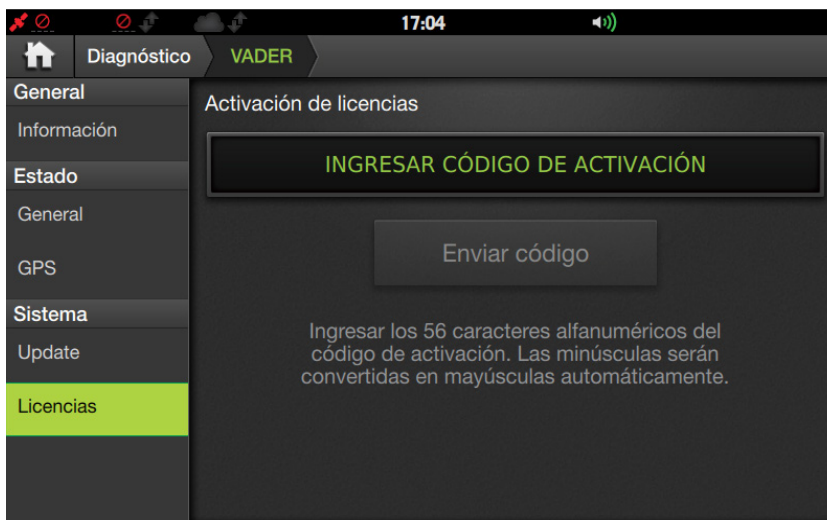 17:04
Diagnóstico
VADER
General
Información
Estado
General
GPS
Sistema
Update
Licencias
Activación de licencias
INGRESAR CÓDIGO DE ACTIVACIÓN
Enviar código
Ingresar los 56 caracteres alfanuméricos del
código de activación. Las minúsculas serán
convertidas en mayúsculas automáticamente.